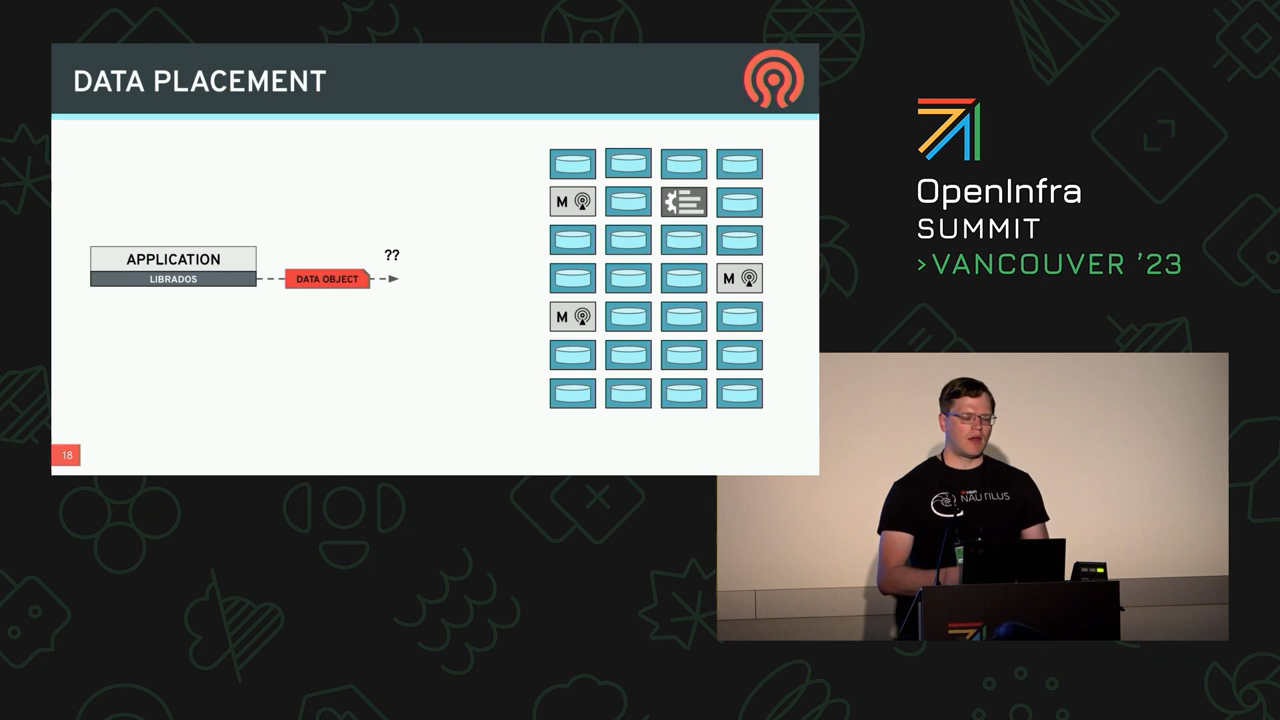 DATA PLACEMENT
APPLICATION
LIBRADOS
DATA OBJECT
??
M
M
M
18
OpenInfra
SUMMIT
>VANCOUVER '23
NAUTILUS